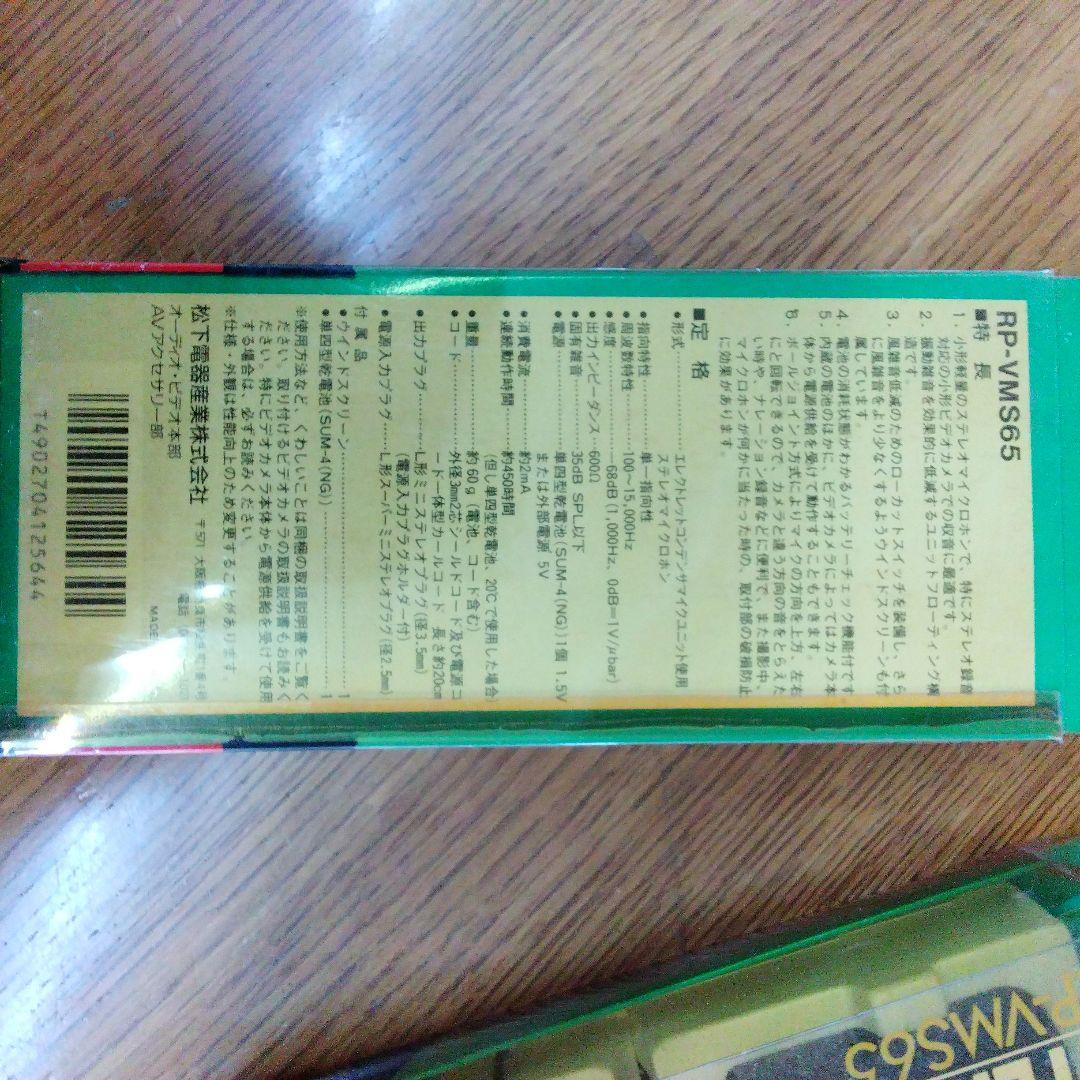 RP-VMS65
■特　長
1. 小形軽量のステレオマイクロホンで、特にステレオ録音
対応の小形ビデオカメラでの収音に最適です。
2. 振動雑音を効果的に低減するユニットフローティング構
造です。
3. 風雑音低減のためのローカットスイッチを装備し、さら
に風雑音をより少なくするようウインドスクリーンも付
属しています。
4. 電池の消耗状態がわかるバッテリーチェック機能付です。
5. 内蔵の電池のほかに、ビデオカメラによってはカメラ本
体から電源供給を受けて動作することもできます。
6. ボールジョイント方式によりマイクの方向を上方、左右
にと回転できるので、カメラと違う方向の音をとらえた
い時や、ナレーション録音などに便利で、また撮影中、
マイクロホンが何かに当たった時の、取付部の破損防止
に効果があります。
■定　格
●形式………エレクトレットコンデンサマイクユニット使用
ステレオマイクロホン
●指向特性………単一指向性
●周波数特性………100~15,000Hz
●感度………-68dB (1,000Hz, 0dB=1V/μbar)
●出力インピーダンス…600Ω
●固有雑音………35dB SPL以下
●電源………単四型乾電池(SUM-4(NG))1個 1.5V
または外部電源 5V
●消費電流………約2mA
●連続動作時間………約450時間
(但し単四型乾電池、20℃で使用した場合)
●重量………約60g(電池、コード含む)
●コード………外径3mm2芯シールドコード及び電源コ
ード一体型カールコード 長さ約20cm
●出力プラグ………L形ミニステレオプラグ(径3.5mm)
(電源入力プラグホルダー付)
●電源入力プラグ………L形スーパーミニステレオプラグ(径2.5mm)
付属品
●ウインドスクリーン………1
●単四型乾電池(SUM-4(NG))………1
※使用方法など、くわしいことは同梱の取扱説明書をご覧く
ださい。取り付けるビデオカメラの取扱説明書もお読みく
ださい。特にビデオカメラ本体から電源供給を受けて使用
する場合は、必ずお読みください。
※仕様・外観は性能向上のため変更することがあります。
松下電器産業株式会社 〒571 大阪
オーディオ・ビデオ本部 電話
AVアクセサリー部 MADE
T4902704125644
RP-VMS65